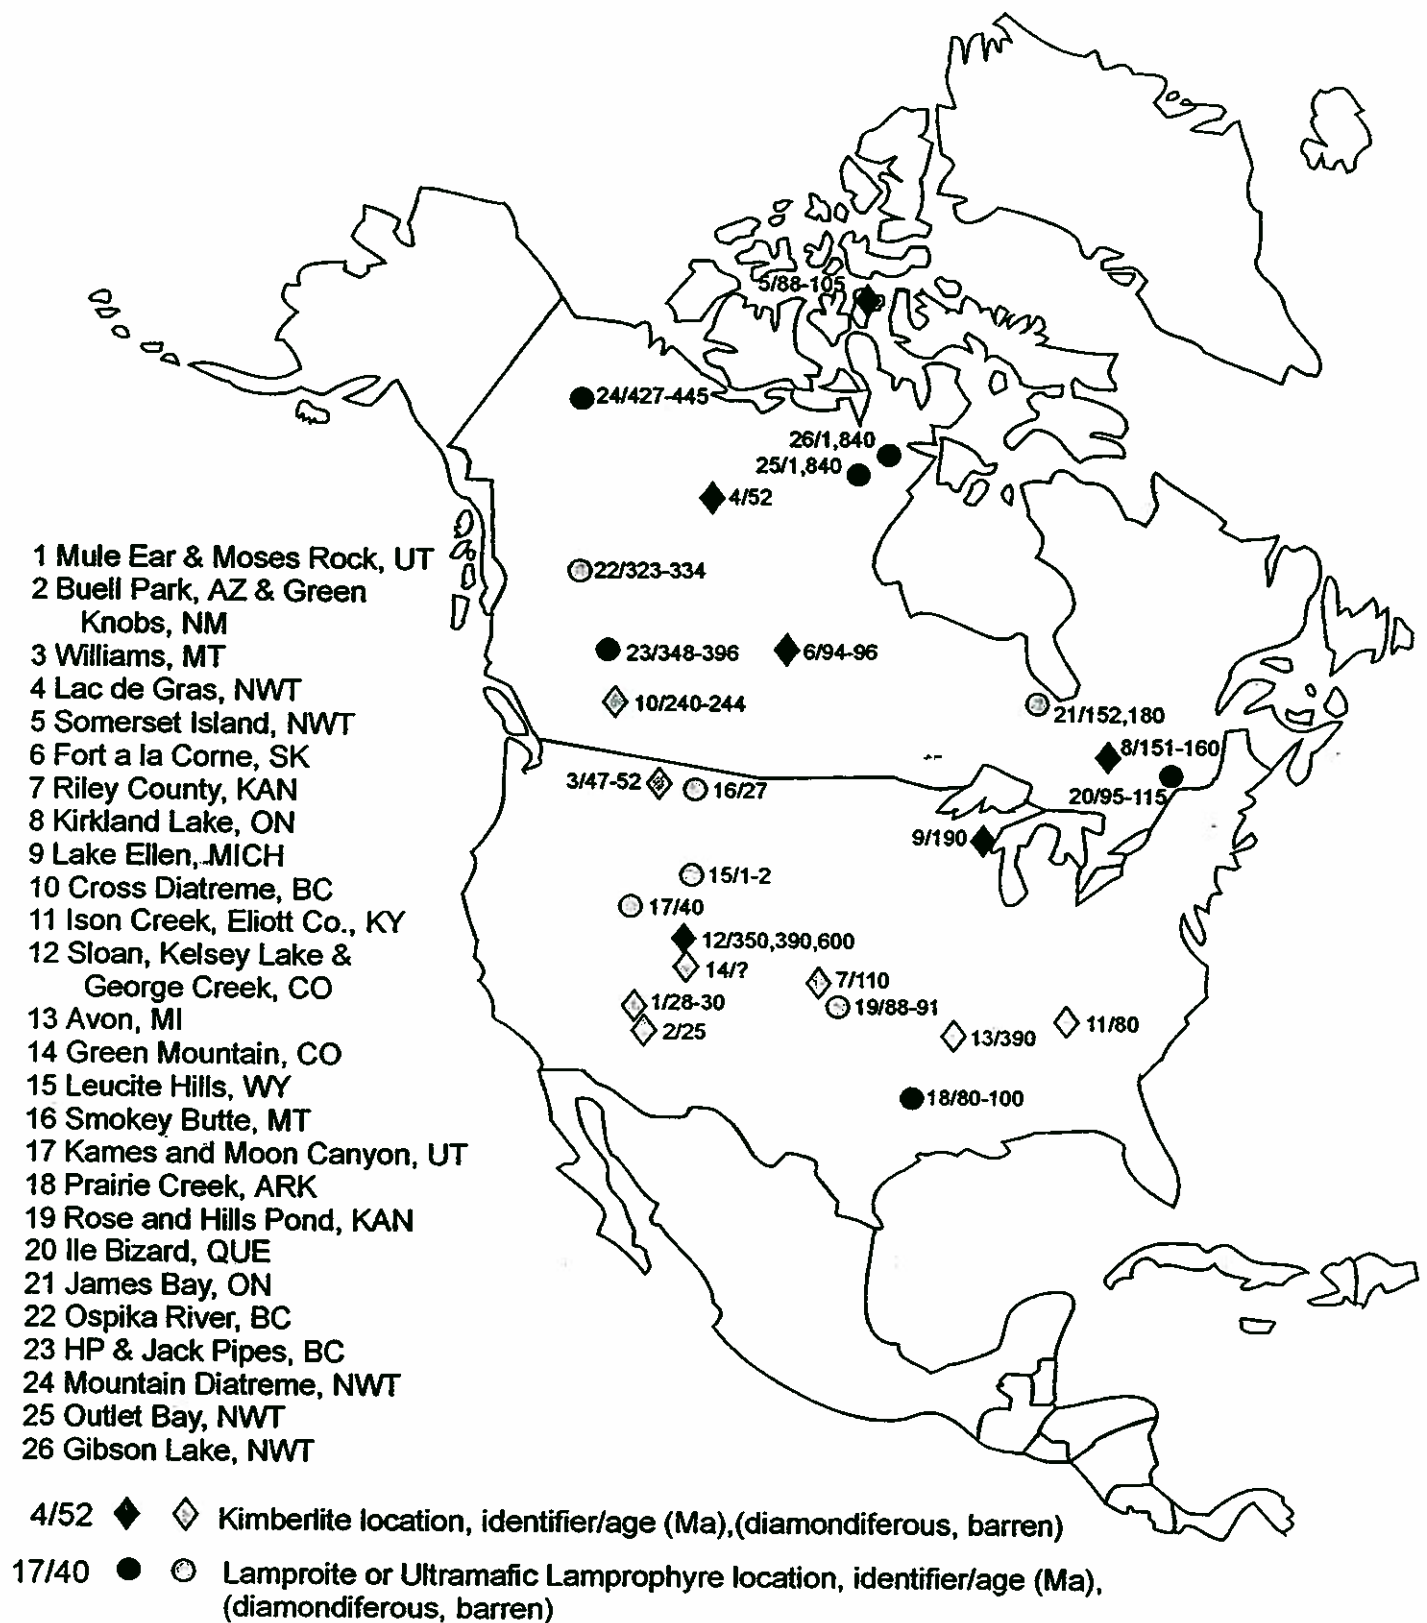 5/88-105
24/427-445
26/1,840
25/1,840
4/52
22/323-334
23/348-396
6/94-96
10/240-244
21/152,180
8/151-160
3/47-52
16/27
20/95-115
9/190
15/1-2
17/40
12/350,390,600
14/?
7/110
1/28-30
19/88-91
2/25
13/390
11/80
18/80-100
1 Mule Ear & Moses Rock, UT
2 Buell Park, AZ & Green
Knobs, NM
3 Williams, MT
4 Lac de Gras, NWT
5 Somerset Island, NWT
6 Fort a la Corne, SK
7 Riley County, KAN
8 Kirkland Lake, ON
9 Lake Ellen, MICH
10 Cross Diatreme, BC
11 Ison Creek, Eliott Co., KY
12 Sloan, Kelsey Lake &
George Creek, CO
13 Avon, MI
14 Green Mountain, CO
15 Leucite Hills, WY
16 Smokey Butte, MT
17 Kames and Moon Canyon, UT
18 Prairie Creek, ARK
19 Rose and Hills Pond, KAN
20 Ile Bizard, QUE
21 James Bay, ON
22 Ospika River, BC
23 HP & Jack Pipes, BC
24 Mountain Diatreme, NWT
25 Outlet Bay, NWT
26 Gibson Lake, NWT
4/52 Kimberlite location, identifier/age (Ma),(diamondiferous, barren)
17/40 Lamproite or Ultramafic Lamprophyre location, identifier/age (Ma),
(diamondiferous, barren)